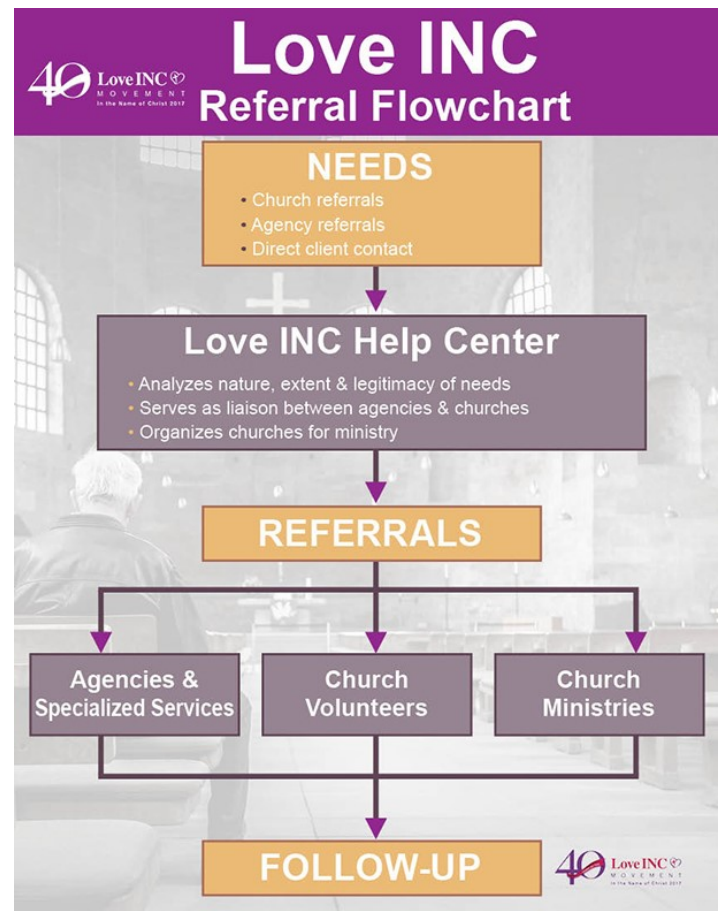 Love INC
Referral Flowchart
40 Love INC
MOVEMENT
In the Name of Christ 2017
NEEDS
• Church referrals
• Agency referrals
• Direct client contact
Love INC Help Center
• Analyzes nature, extent & legitimacy of needs
• Serves as liaison between agencies & churches
• Organizes churches for ministry
REFERRALS
Agencies &
Specialized Services
Church
Volunteers
Church
Ministries
FOLLOW-UP
40 Love INC
MOVEMENT
In the Name of Christ 2017